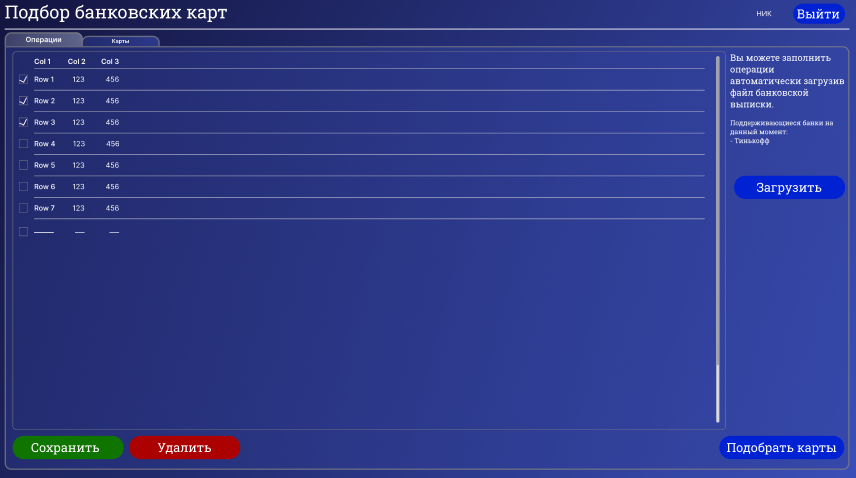 Подбор банковских карт
НИК
Выйти
Операции
Карты
Col 1 Col 2 Col 3
Row 1 123 456
Row 2 123 456
Row 3 123 456
Row 4 123 456
Row 5 123 456
Row 6 123 456
Row 7 123 456
Вы можете заполнить
операции
автоматически загрузив
файл банковской
выписки.
Поддерживающиеся банки на
данный момент:
- Тинькофф
Загрузить
Сохранить
Удалить
Подобрать карты